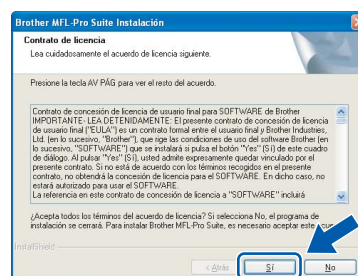 Brother MFL-Pro Suite Instalación
Contrato de licencia
Lea cuidadosamente el acuerdo de licencia siguiente.
Presione la tecla AV PÁG para ver el resto del acuerdo.
Contrato de concesión de licencia de usuario final para SOFTWARE de Brother
IMPORTANTE- LEA DETENIDAMENTE: El presente contrato de concesión de licencia
de usuario final ("EULA") es un contrato formal entre el usuario final y Brother Industries,
Ltd. (en lo sucesivo, "Brother"), que rige las condiciones de uso del software Brother (en
lo sucesivo, "SOFTWARE") que se instalará si pulsa el botón "Yes" (Sí) de este cuadro
de diálogo. Al pulsar "Yes" (Sí), usted admite expresamente quedar vinculado por el
presente contrato. Si no está de acuerdo con los términos recogidos en el presente
contrato, no obtendrá la concesión de licencia para el SOFTWARE. En dicho caso, no
estará autorizado para usar el SOFTWARE.
La referencia en este contrato de concesión de licencia a "SOFTWARE" incluirá
¿Acepta todos los términos del acuerdo de licencia? Si selecciona No, el programa de
instalación se cerrará. Para instalar Brother MFL-Pro Suite, es necesario aceptar este
InstallShield
< Atrás
Sí
No